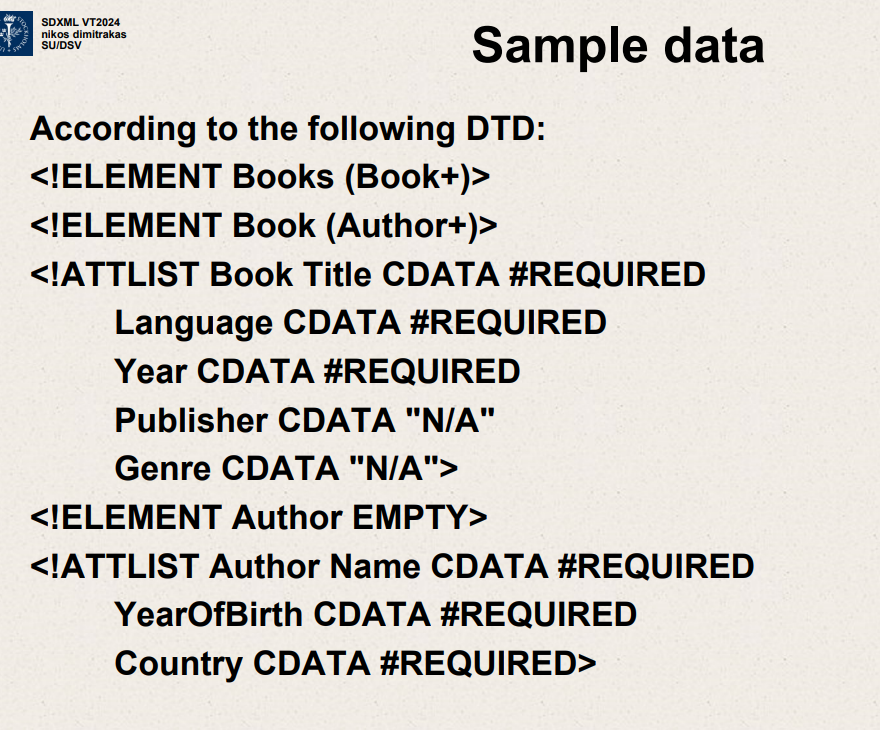 SDXML VT2024
nikos dimitrakas
SU/DSV
Sample data
According to the following DTD:
<!ELEMENT Books (Book+)>
<!ELEMENT Book (Author+)>
<!ATTLIST Book Title CDATA #REQUIRED
Language CDATA #REQUIRED
Year CDATA #REQUIRED
Publisher CDATA "N/A"
Genre CDATA "N/A">
<!ELEMENT Author EMPTY>
<!ATTLIST Author Name CDATA #REQUIRED
YearOfBirth CDATA #REQUIRED
Country CDATA #REQUIRED>